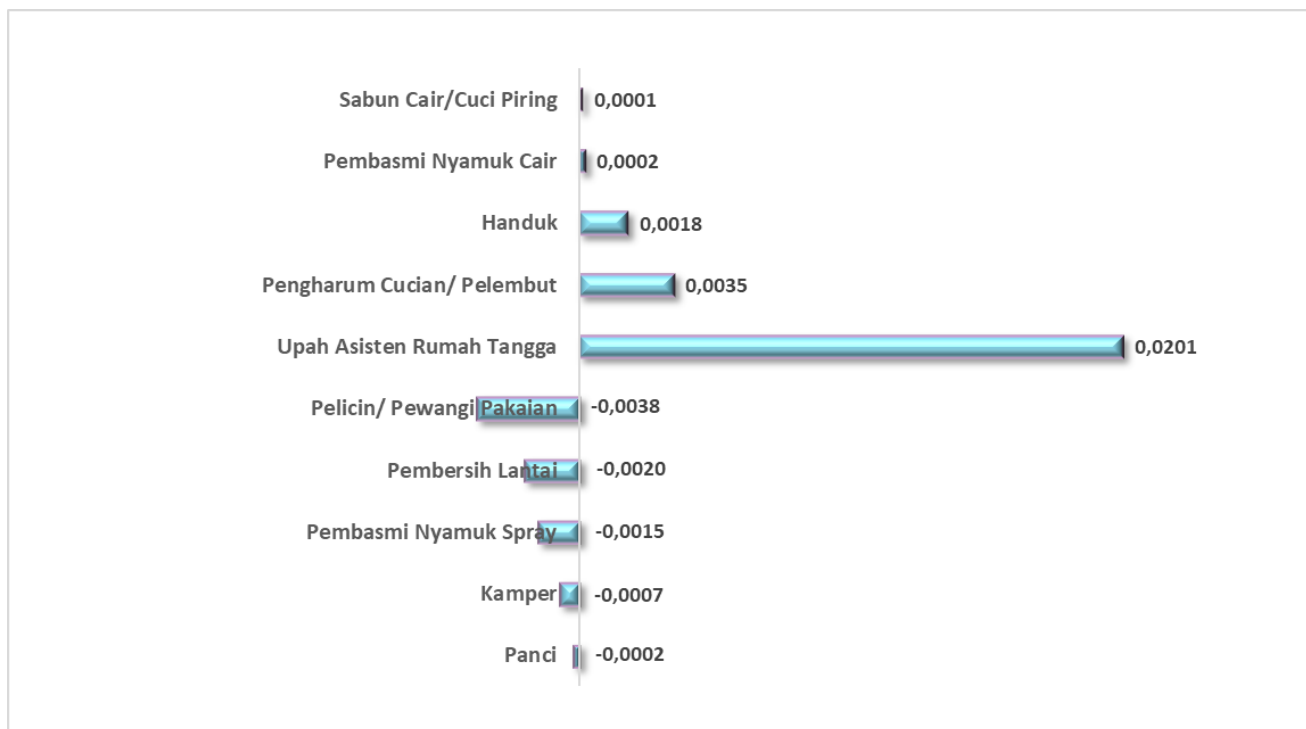 Sabun Cair/Cuci Piring 0,0001
Pembasmi Nyamuk Cair 0,0002
Handuk 0,0018
Pengharum Cucian/ Pelembut 0,0035
Upah Asisten Rumah Tangga 0,0201
Pelicin/ Pewangi Pakaian -0,0038
Pembersih Lantai -0,0020
Pembasmi Nyamuk Spray -0,0015
Kamper -0,0007
Panci -0,0002